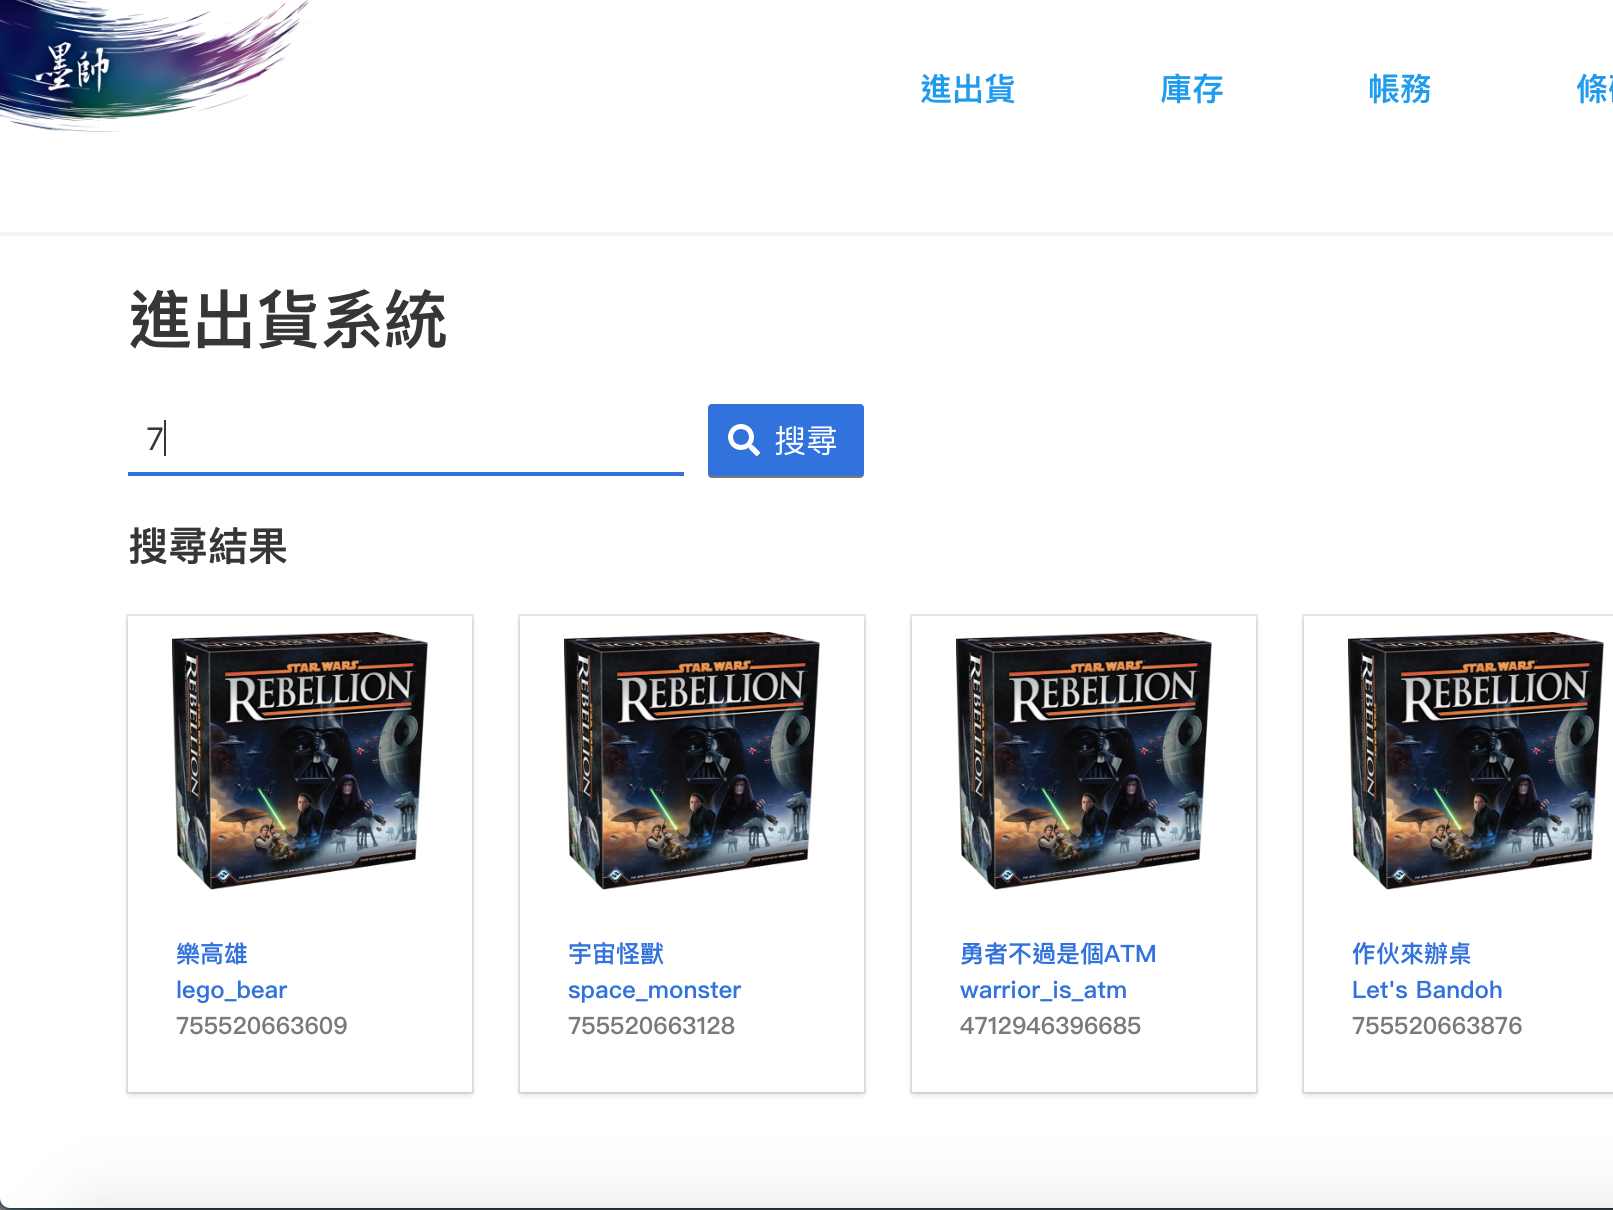 墨帥
進出貨 庫存 帳務 條
進出貨系統
7
搜尋
搜尋結果
STAR WARS
REBELLION
REBELLION
STAR WARS
REBELLION
REBELLION
STAR WARS
REBELLION
REBELLION
STAR WARS
REBELLION
REBELLION
樂高雄
lego_bear
755520663609
宇宙怪獸
space_monster
755520663128
勇者不過是個ATM
warrior_is_atm
4712946396685
作伙來辦桌
Let's Bandoh
755520663876